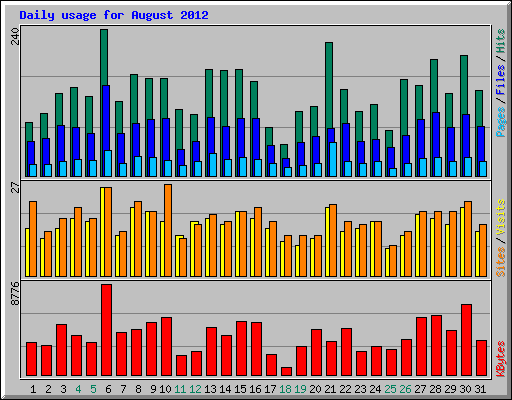 Daily usage for August 2012
240
Pages / Files / Hits
27
Sites / Visits
8776
KBytes
1 2 3 4 5 6 7 8 9 10 11 12 13 14 15 16 17 18 19 20 21 22 23 24 25 26 27 28 29 30 31